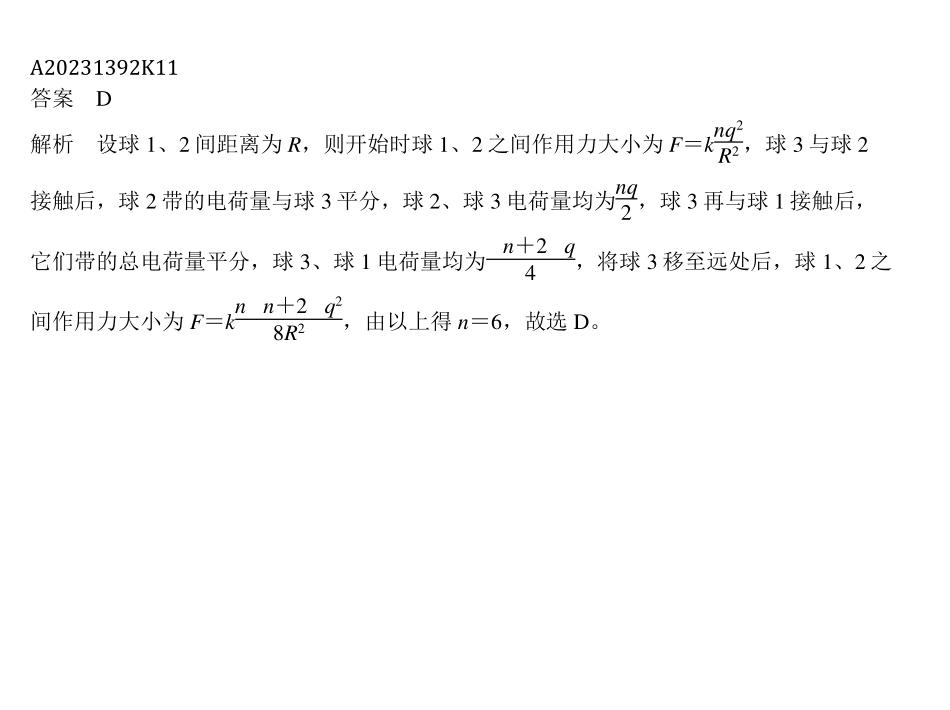 A20231392K11
答案 D
解析 设球 1、2 间距离为 R，则开始时球 1、2 之间作用力大小为 F＝k\frac{nq^2}{R^2}，球 3 与球 2
接触后，球 2 带的电荷量与球 3 平分，球 2、球 3 电荷量均为\frac{nq}{2}，球 3 再与球 1 接触后，
它们带的总电荷量平分，球 3、球 1 电荷量均为\frac{n＋2 q}{4}，将球 3 移至远处后，球 1、2 之
间作用力大小为 F＝k\frac{n n＋2 q^2}{8R^2}，由以上得 n＝6，故选 D。